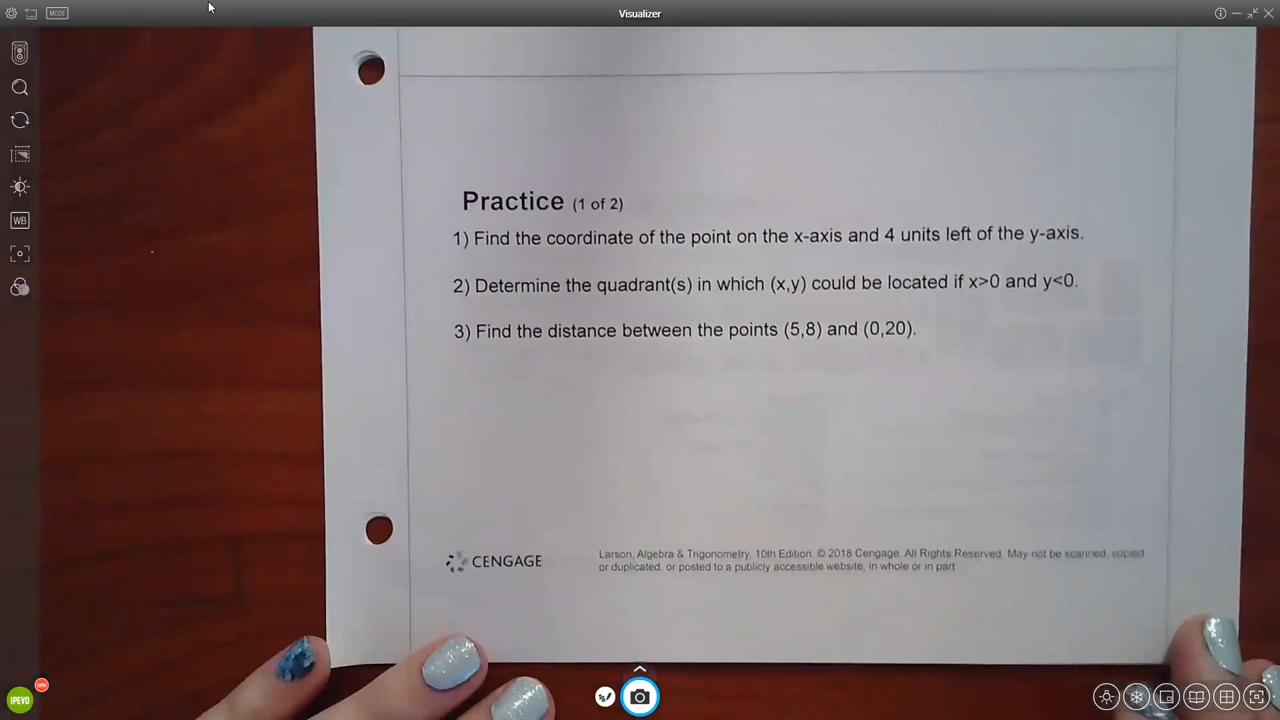 MODE
Visualizer
WB
Practice (1 of 2)
1) Find the coordinate of the point on the x-axis and 4 units left of the y-axis.
2) Determine the quadrant(s) in which (x,y) could be located if x>0 and y<0.
3) Find the distance between the points (5,8) and (0,20).
CENGAGE
Larson, Algebra & Trigonometry, 10th Edition. © 2018 Cengage. All Rights Reserved. May not be scanned, copied
or duplicated, or posted to a publicly accessible website, in whole or in part
new
IPEVO